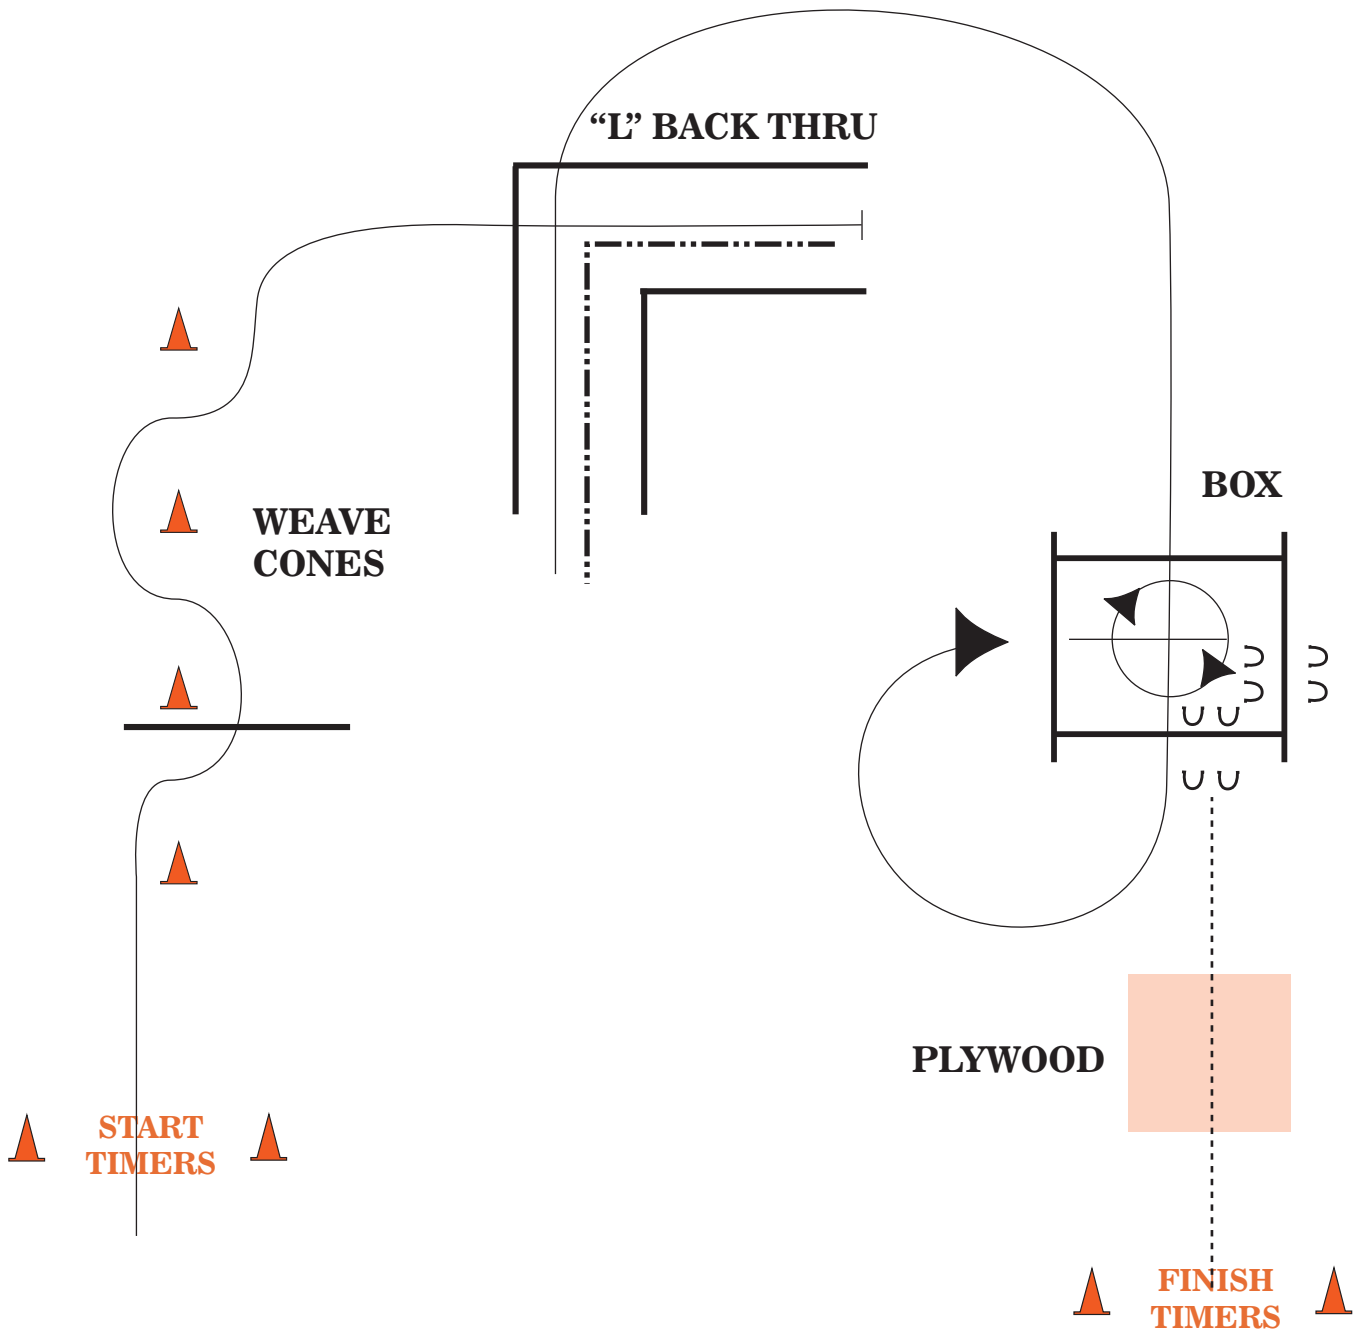 “L” BACK THRU
BOX
WEAVE
CONES
PLYWOOD
START
TIMERS
FINISH
TIMERS